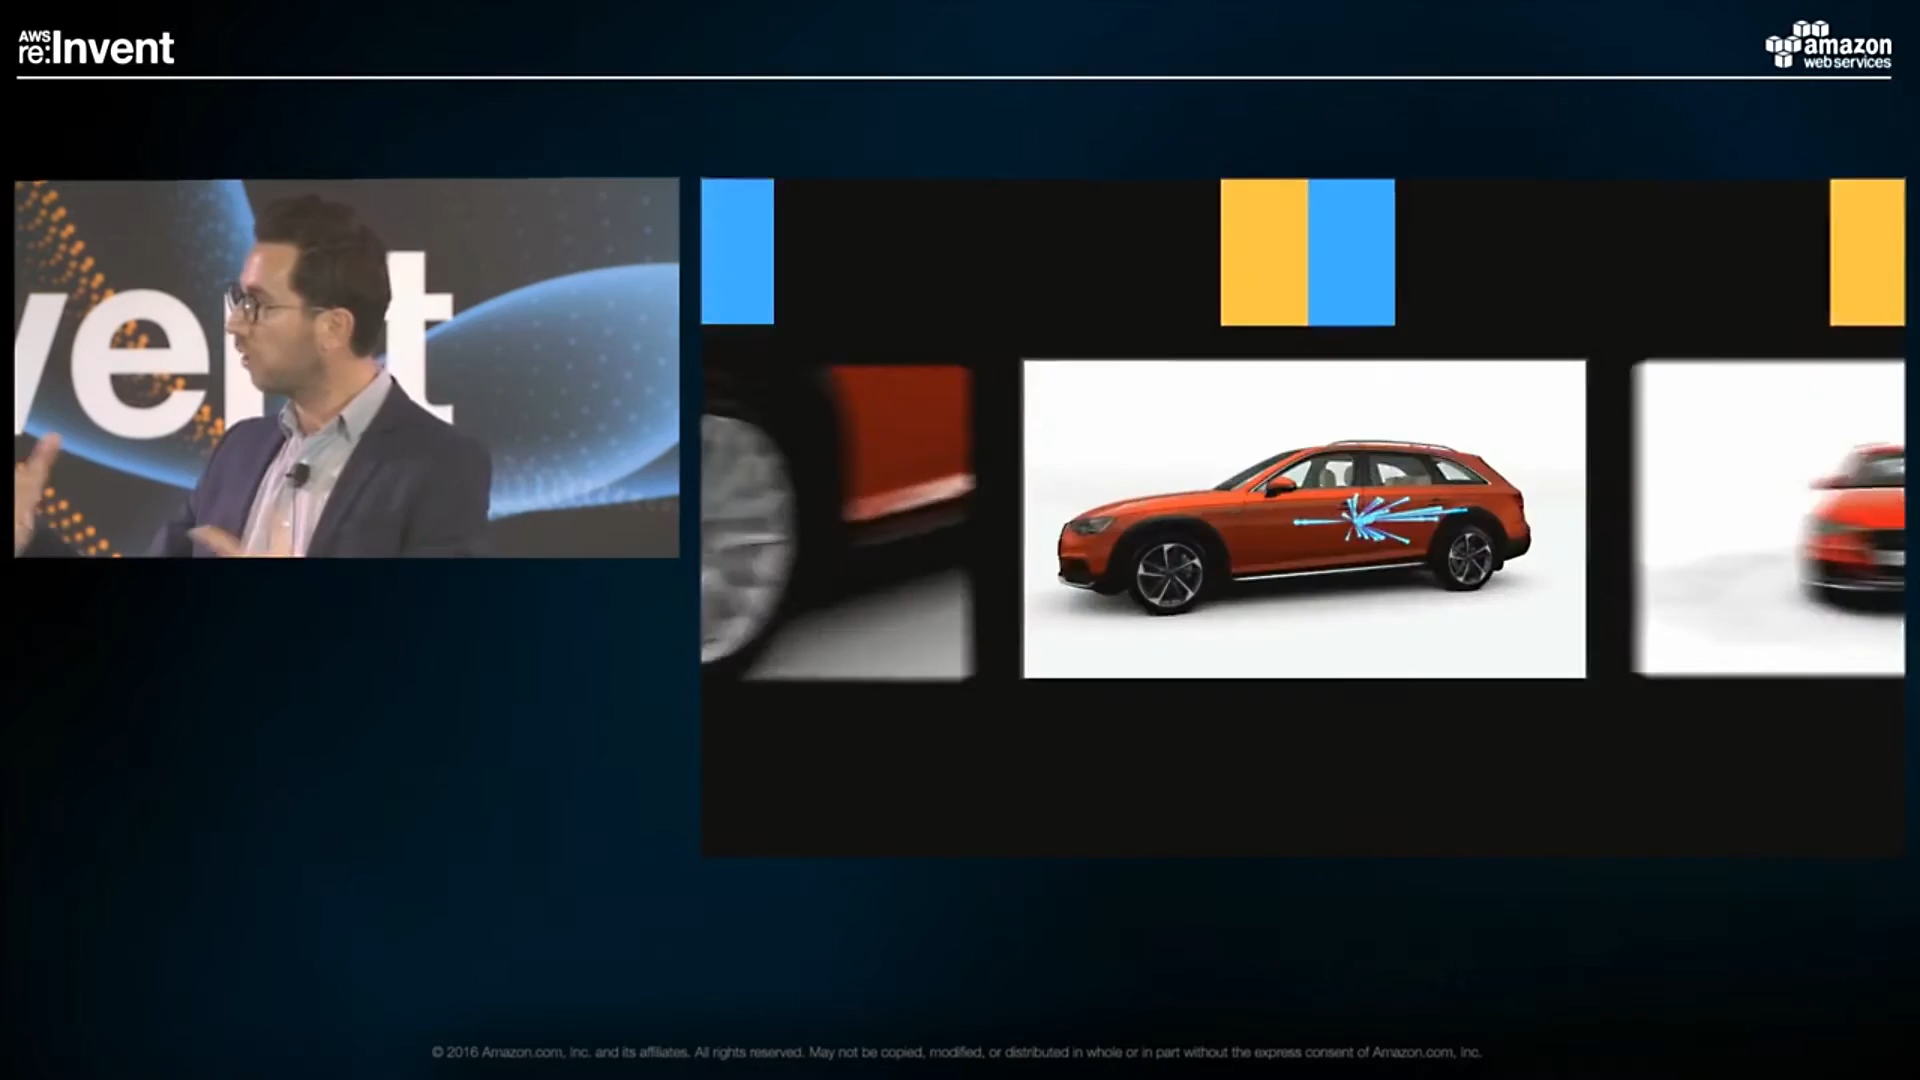 AWS
re:Invent
amazon
web services
vent
© 2016 Amazon.com, Inc. and its affiliates. All rights reserved. May not be copied, modified, or distributed in whole or in part without the express consent of Amazon.com, Inc.